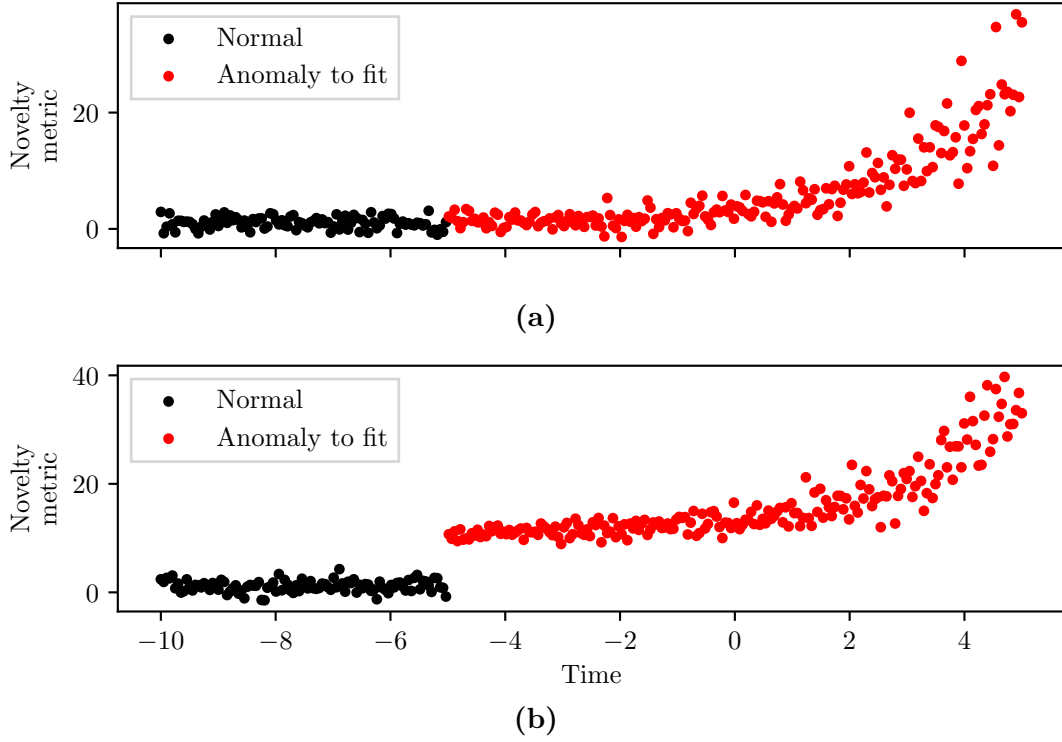 Normal
Anomaly to fit
Novelty
metric
20
0
(a)
40
20
0
Normal
Anomaly to fit
Novelty
metric
−10 −8 −6 −4 −2 0 2 4
Time
(b)